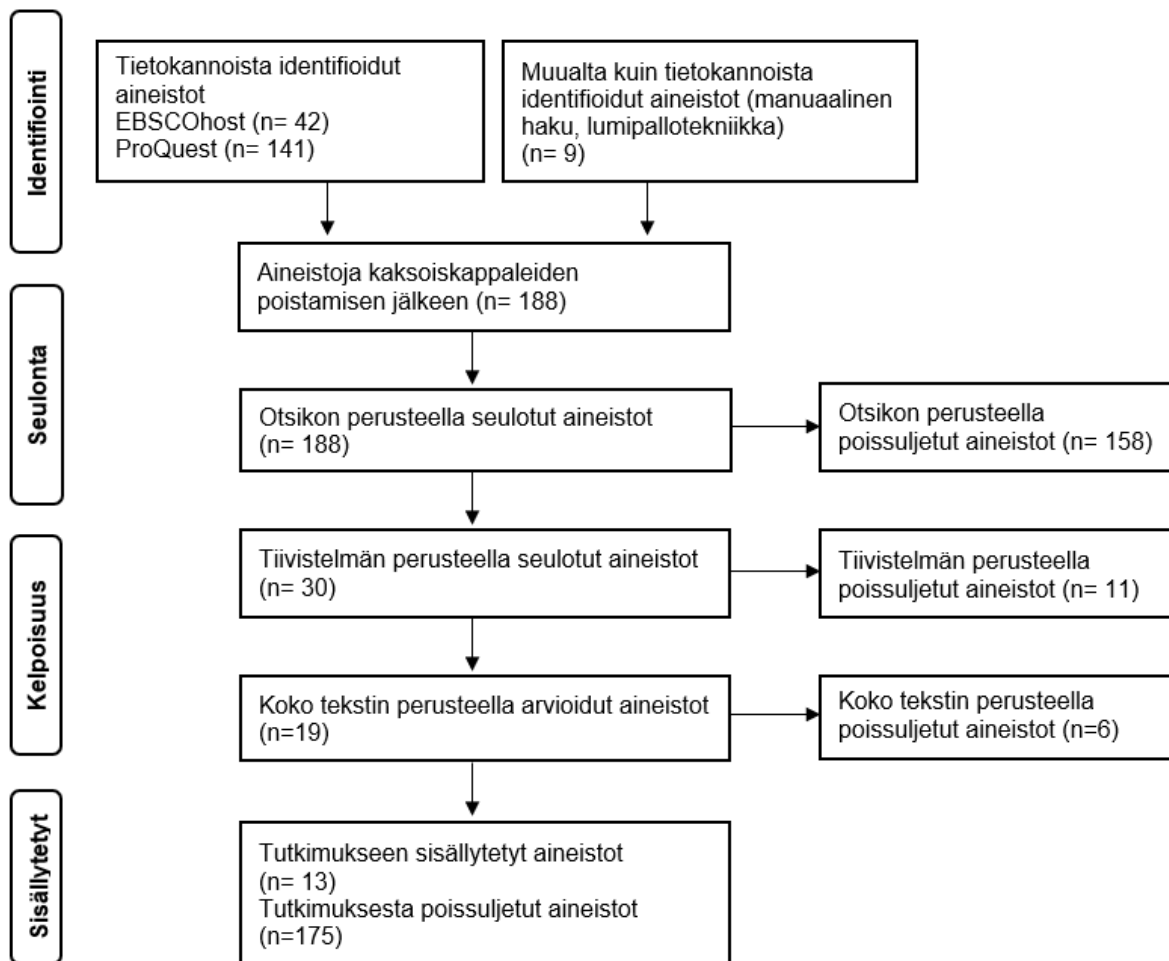 Identifiointi
Tietokannoista identifioidut
aineistot
EBSCOhost (n= 42)
ProQuest (n= 141)
Muualta kuin tietokannoista
identifioidut aineistot (manuaalinen
haku, lumipallotekniikka)
(n= 9)
Aineistoja kaksoiskappaleiden
poistamisen jälkeen (n= 188)
Seulonta
Otsikon perusteella seulotut aineistot
(n= 188)
Otsikon perusteella
poissuljetut aineistot (n= 158)
Kelpoisuus
Tiivistelmän perusteella seulotut aineistot
(n= 30)
Tiivistelmän perusteella
poissuljetut aineistot (n= 11)
Koko tekstin perusteella arvioidut aineistot
(n=19)
Koko tekstin perusteella
poissuljetut aineistot (n=6)
Sisällytetyt
Tutkimukseen sisällytetyt aineistot
(n= 13)
Tutkimuksesta poissuljetut aineistot
(n=175)